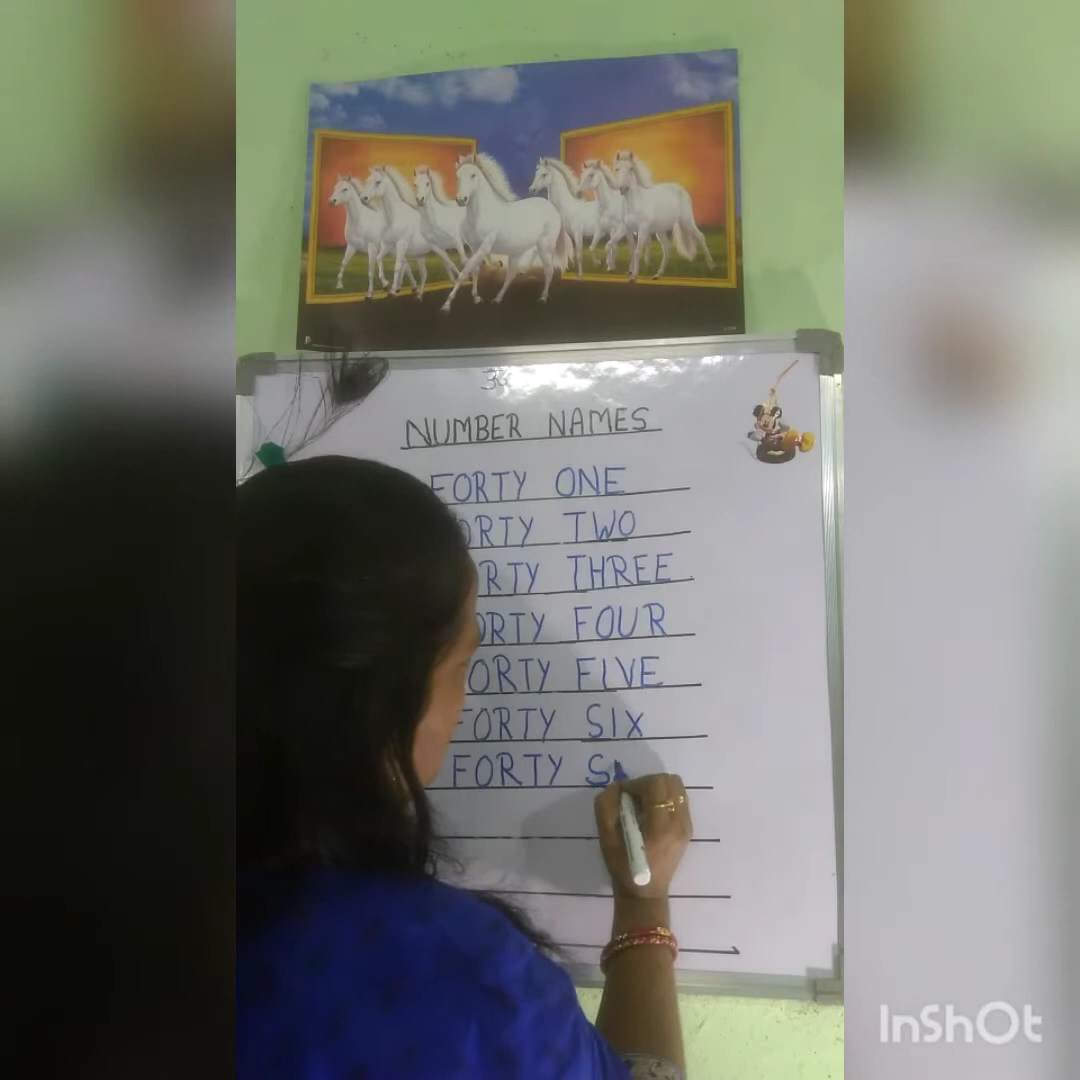 NUMBER NAMES
FORTY ONE
ORTY TWO
RTY THREE
ORTY FOUR
ORTY FIVE
FORTY SIX
FORTY S
InShOt